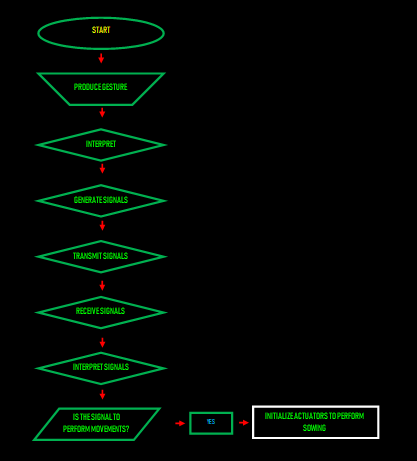 START
PRODUCE GESTURE
INTERPRET
GENERATE SIGNALS
TRANSMIT SIGNALS
RECEIVE SIGNALS
INTERPRET SIGNALS
IS THE SIGNAL TO
PERFORM MOVEMENTS?
YES
INITIALIZE ACTUATORS TO PERFORM
SOWING